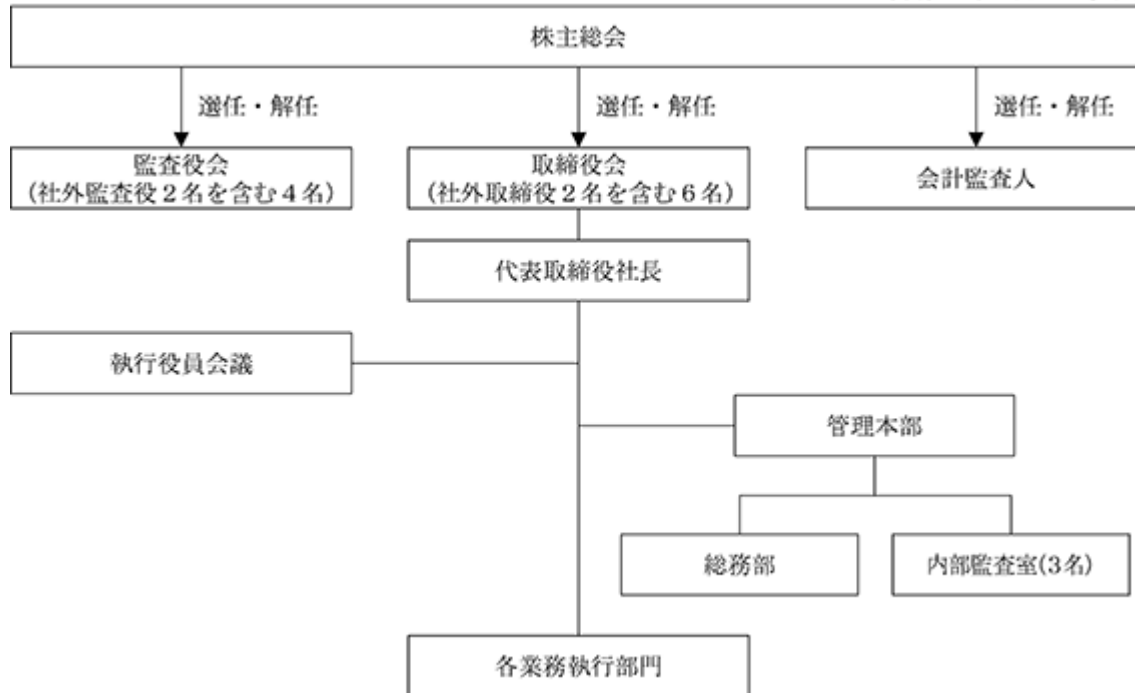 株主総会
選任・解任
選任・解任
選任・解任
監査役会
(社外監査役2名を含む4名)
取締役会
(社外取締役2名を含む6名)
会計監査人
代表取締役社長
執行役員会議
管理本部
総務部
内部監査室(3名)
各業務執行部門